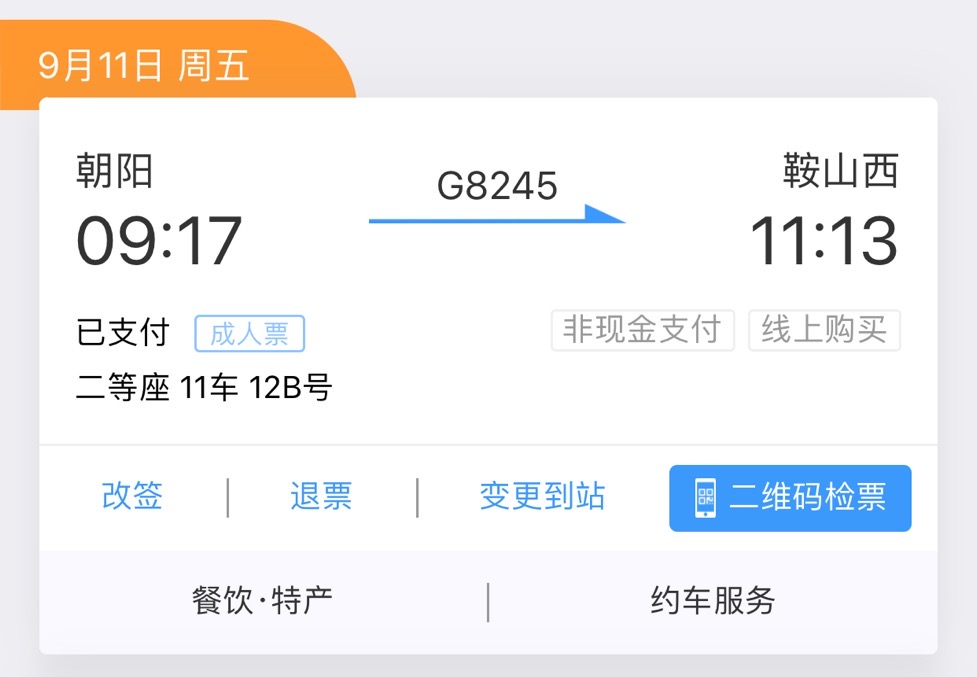 9月11日 周五
朝阳
G8245
鞍山西
09:17
11:13
已支付 成人票 非现金支付 线上购买
二等座 11车 12B号
改签 | 退票 | 变更到站 二维码检票
餐饮·特产 | 约车服务